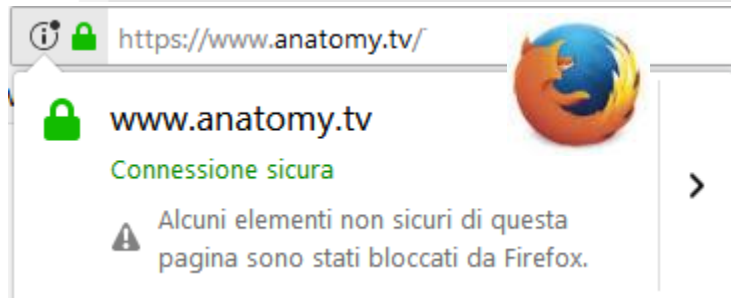 https://www.anatomy.tv/
www.anatomy.tv
Connessione sicura
Alcuni elementi non sicuri di questa
pagina sono stati bloccati da Firefox.